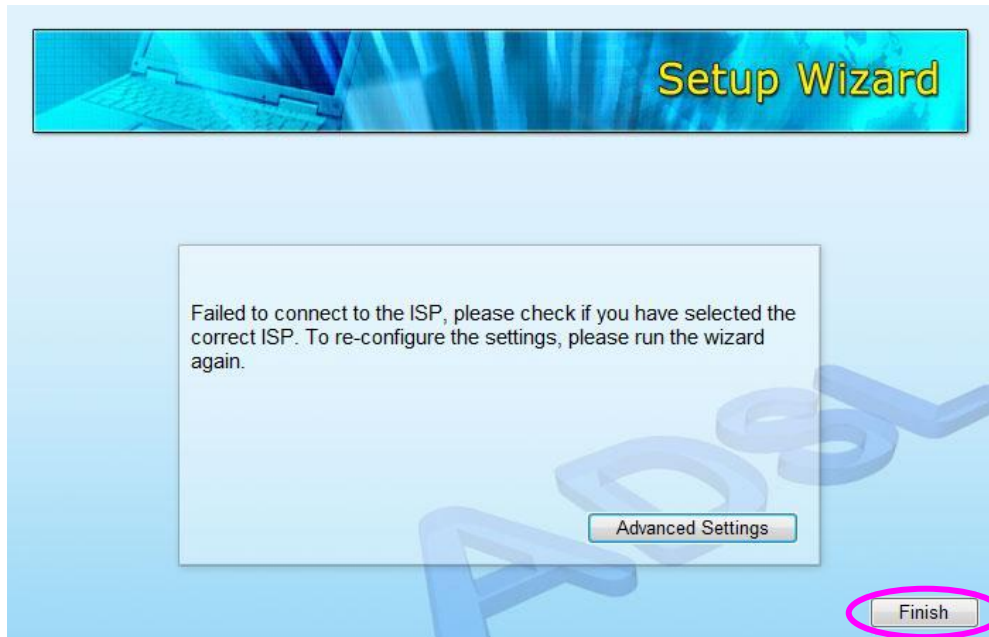 Setup Wizard
Failed to connect to the ISP, please check if you have selected the
correct ISP. To re-configure the settings, please run the wizard
again.
ADSL
Advanced Settings
Finish